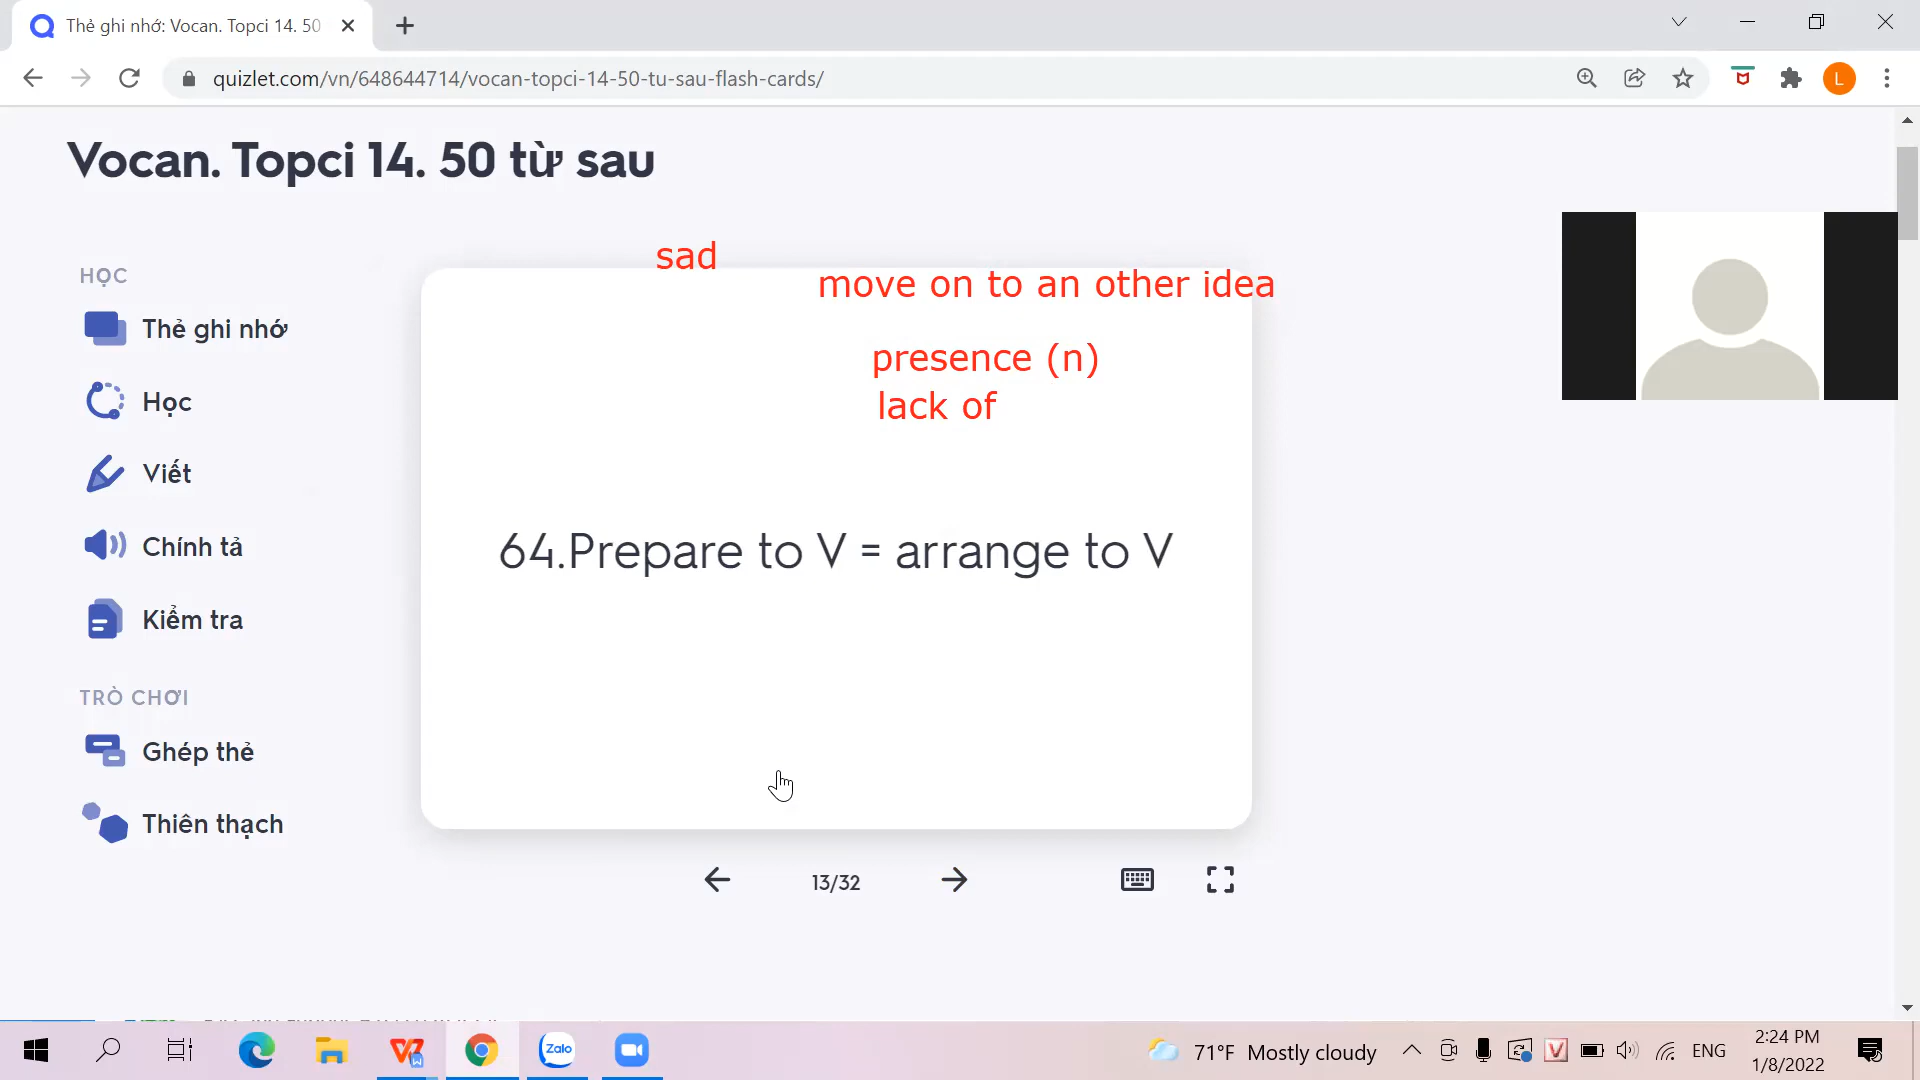 Thẻ ghi nhớ: Vocan. Topci 14. 50
quizlet.com/vn/648644714/vocan-topci-14-50-tu-sau-flash-cards/
L
Vocan. Topci 14. 50 từ sau
sad
HỌC
move on to an other idea
Thẻ ghi nhớ
presence (n)
Học
lack of
Viết
64.Prepare to V = arrange to V
Chính tả
Kiểm tra
TRÒ CHƠI
Ghép thẻ
Thiên thạch
13/32
Zalo
71°F Mostly cloudy
ENG
2:24 PM
1/8/2022